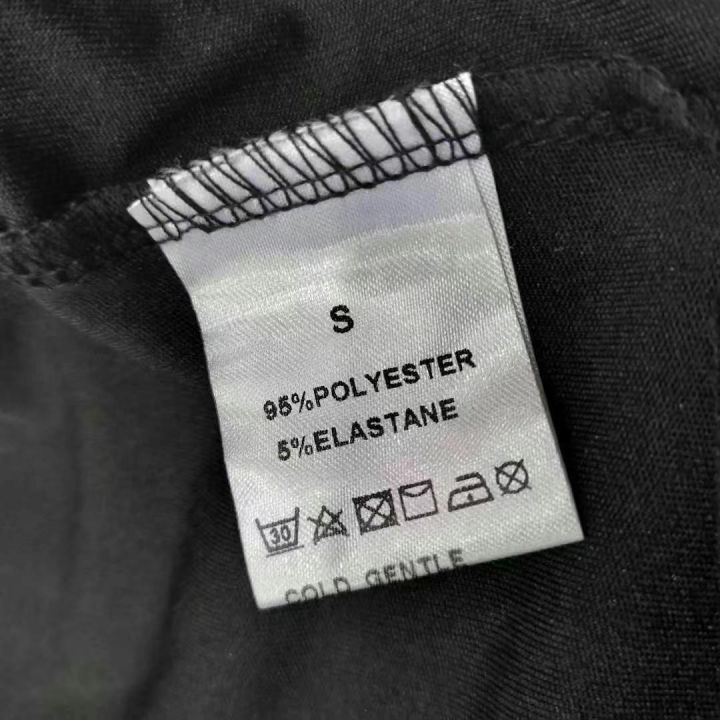 S
95%POLYESTER
5%ELASTANE
30
COLD GENTLE